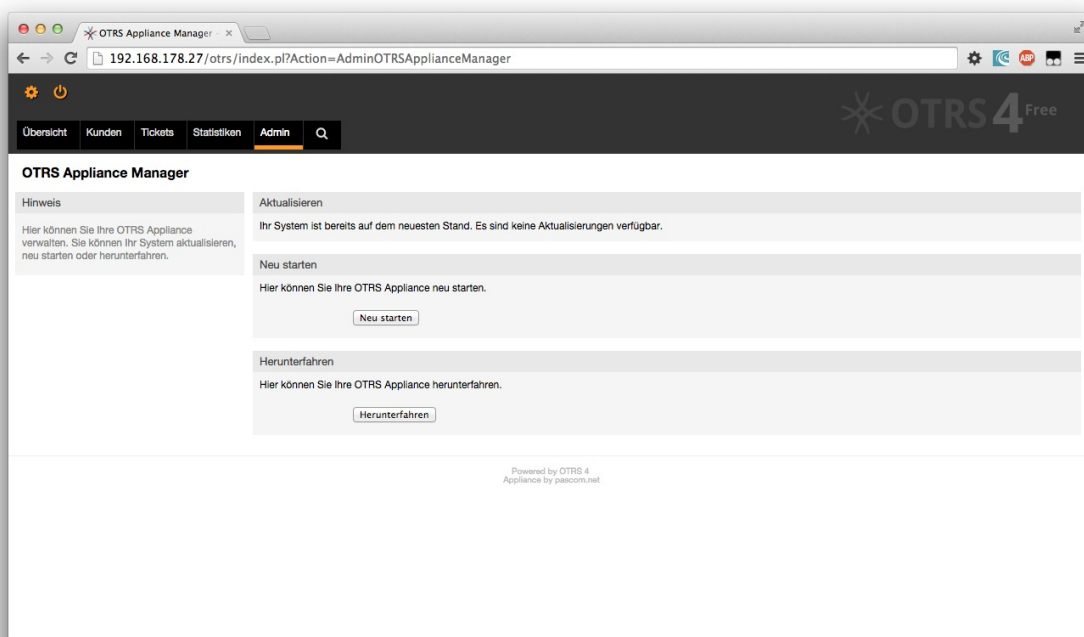 OTRS Appliance Manager -
192.168.178.27/otrs/index.pl?Action=AdminOTRSApplianceManager
ABP
OTRS 4 Free
Übersicht Kunden Tickets Statistiken Admin
OTRS Appliance Manager
Hinweis
Hier können Sie Ihre OTRS Appliance
verwalten. Sie können Ihr System aktualisieren,
neu starten oder herunterfahren.
Aktualisieren
Ihr System ist bereits auf dem neuesten Stand. Es sind keine Aktualisierungen verfügbar.
Neu starten
Hier können Sie Ihre OTRS Appliance neu starten.
Neu starten
Herunterfahren
Hier können Sie Ihre OTRS Appliance herunterfahren.
Herunterfahren
Powered by OTRS 4
Appliance by pascom.net